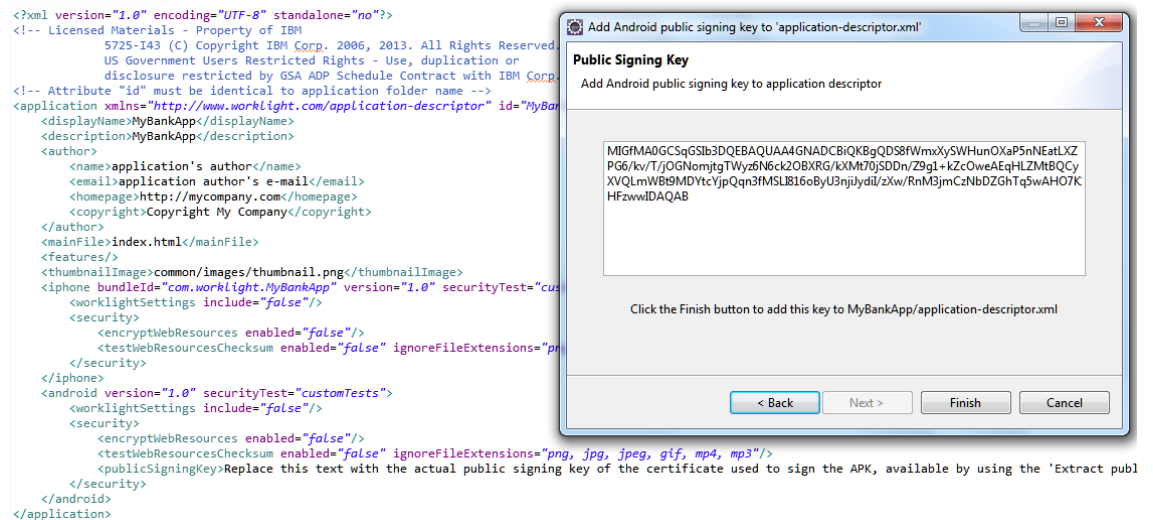 <?xml version="1.0" encoding="UTF-8" standalone="no"?>
<!-- Licensed Materials - Property of IBM
5725-I43 (C) Copyright IBM Corp. 2006, 2013. All Rights Reserved.
US Government Users Restricted Rights - Use, duplication or
disclosure restricted by GSA ADP Schedule Contract with IBM Corp.
<!-- Attribute "id" must be identical to application folder name -->
<application xmlns="http://www.worklight.com/application-descriptor" id="MyBan
<displayName>MyBankApp</displayName>
<description>MyBankApp</description>
<author>
<name>application's author</name>
<email>application author's e-mail</email>
<homepage>http://mycompany.com</homepage>
<copyright>Copyright My Company</copyright>
</author>
<mainFile>index.html</mainFile>
<features/>
<thumbnailImage>common/images/thumbnail.png</thumbnailImage>
<iphone bundleId="com.worklight.MyBankApp" version="1.0" securityTest="cus
<worklightSettings include="false"/>
<security>
<encryptWebResources enabled="false"/>
<testWebResourcesChecksum enabled="false" ignoreFileExtensions="pn
</security>
</iphone>
<android version="1.0" securityTest="customTests">
<worklightSettings include="false"/>
<security>
<encryptWebResources enabled="false"/>
<testWebResourcesChecksum enabled="false" ignoreFileExtensions="png, jpg, jpeg, gif, mp4, mp3"/>
<publicSigningKey>Replace this text with the actual public signing key of the certificate used to sign the APK, available by using the 'Extract publ
</security>
</android>
</application>
Add Android public signing key to 'application-descriptor.xml'
Public Signing Key
Add Android public signing key to application descriptor
MIGfMA0GCSqGSIb3DQEBAQUAA4GNADCBiQKBgQDS8fWmxXySWHunOXaP5nNEatLXZ
PG6/kv/T/jOGNomjtgTWyz6N6ck2OBXRG/kXMt70jSDDn/Z9g1+kZcOweAEqHLZMtBQCy
XVQLmWBt9MDYtcYjpQqn3fMSLI816oByU3njiJydiI/zXw/RnM3jmCzNbDZGhTq5wAHO7K
HFzwwIDAQAB
Click the Finish button to add this key to MyBankApp/application-descriptor.xml
< Back
Next >
Finish
Cancel